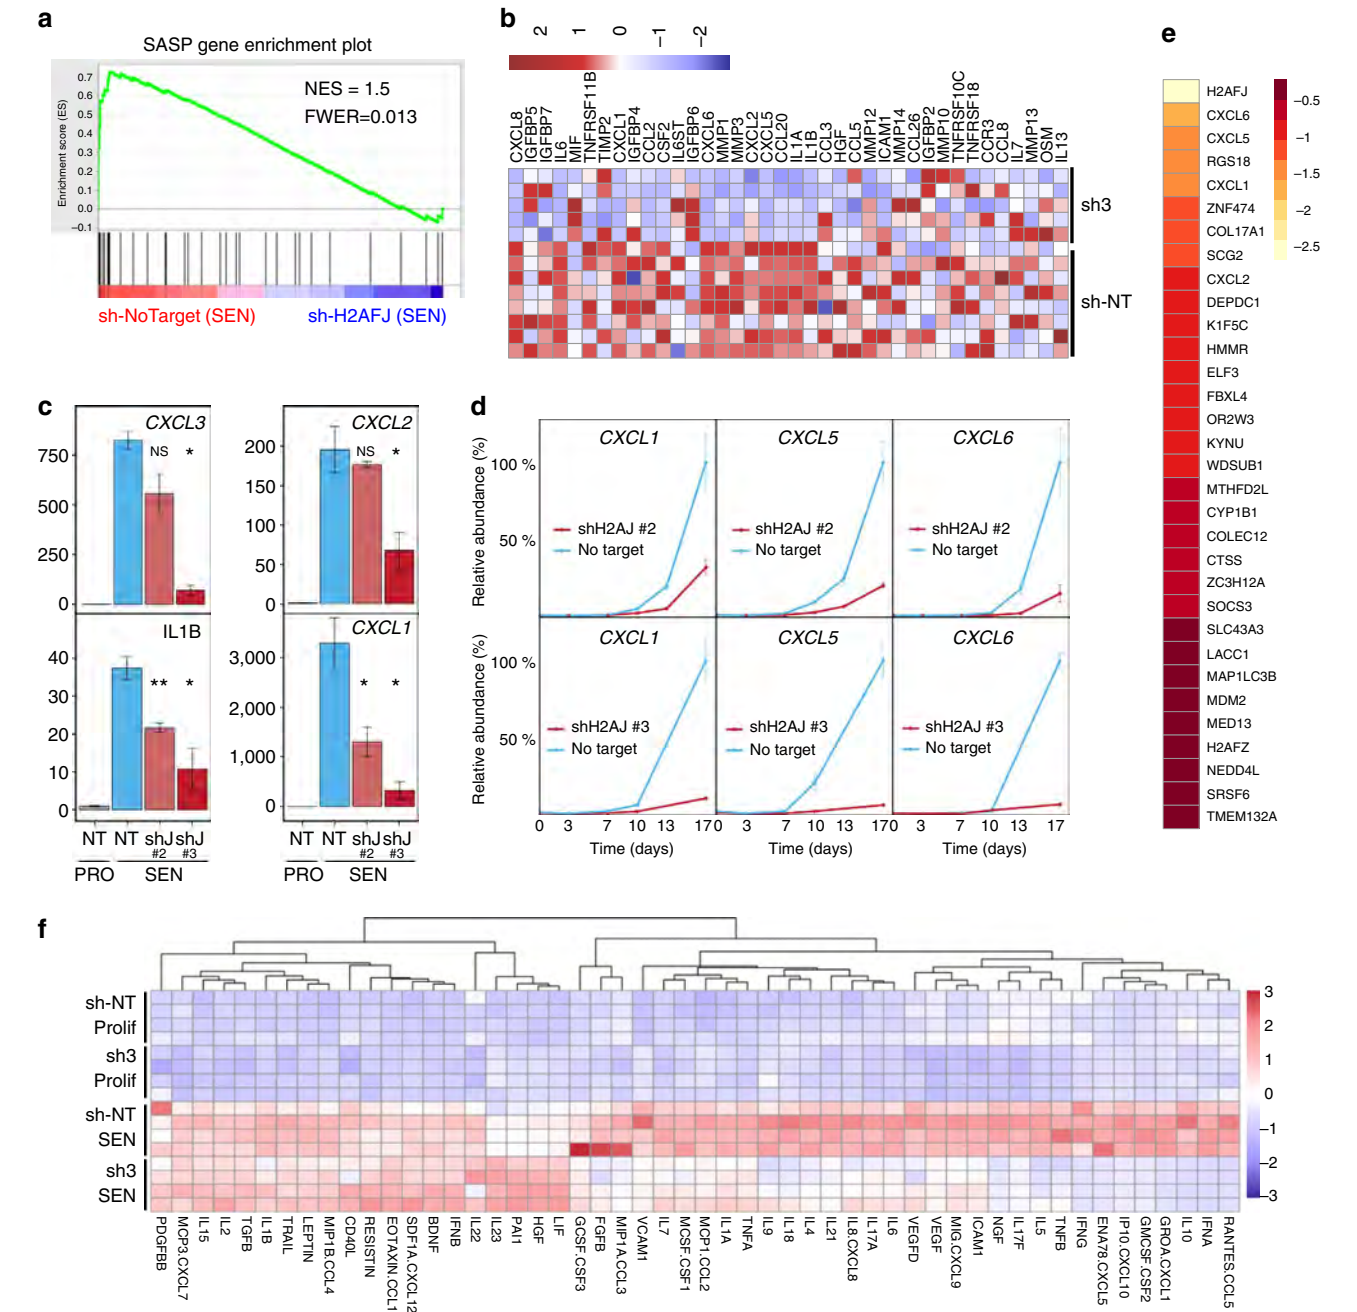 a
SASP gene enrichment plot
Enrichment score (ES)
0.7
0.6
0.5
0.4
0.3
0.2
0.1
0.0
−0.1
NES = 1.5
FWER=0.013
sh-NoTarget (SEN)
sh-H2AFJ (SEN)
b
2 1 0 −1 −2
CXCL8
IGFBP5
IGFBP7
IL6
MIF
TNFRSF11B
TIMP2
CXCL1
IGFBP4
CCL2
CSF2
IL6ST
IGFBP6
CXCL6
MMP1
MMP3
CXCL2
CXCL5
CCL20
IL1A
IL1B
CCL3
HGF
CCL5
MMP12
ICAM1
MMP14
CCL26
IGFBP2
MMP10
TNFRSF10C
TNFRSF18
CCR3
CCL8
IL7
MMP13
OSM
IL13
sh3
sh-NT
c
CXCL3
750
500
250
0
NS *
CXCL2
200
150
100
50
0
NS *
IL1B
40
30
20
10
0
** *
CXCL1
3,000
2,000
1,000
0
* *
NT NT shJ shJ
#2 #3
PRO SEN
NT NT shJ shJ
#2 #3
PRO SEN
d
Relative abundance (%)
100 %
50 %
CXCL1
shH2AJ #2
No target
CXCL5
shH2AJ #2
No target
CXCL6
shH2AJ #2
No target
Relative abundance (%)
100 %
50 %
CXCL1
shH2AJ #3
No target
CXCL5
shH2AJ #3
No target
CXCL6
shH2AJ #3
No target
0 3 7 10 13 170 3 7 10 13 170 3 7 10 13 17
Time (days) Time (days) Time (days)
e
H2AFJ
CXCL6
CXCL5
RGS18
CXCL1
ZNF474
COL17A1
SCG2
CXCL2
DEPDC1
K1F5C
HMMR
ELF3
FBXL4
OR2W3
KYNU
WDSUB1
MTHFD2L
CYP1B1
COLEC12
CTSS
ZC3H12A
SOCS3
SLC43A3
LACC1
MAP1LC3B
MDM2
MED13
H2AFZ
NEDD4L
SRSF6
TMEM132A
−0.5
−1
−1.5
−2
−2.5
f
sh-NT
Prolif
sh3
Prolif
sh-NT
SEN
sh3
SEN
3
2
1
0
−1
−2
−3
PDGFBB
MCP3.CXCL7
IL15
IL2
TGFB
IL1B
TRAIL
LEPTIN
MIP1B.CCL4
CD40L
RESISTIN
EOTAXIN.CCL1
SDF1A.CXCL12
BDNF
IFNB
IL22
IL23
PAI1
HGF
LIF
GCSF.CSF3
FGFB
MIP1A.CCL3
VCAM1
IL7
MCSF.CSF1
MCP1.CCL2
IL1A
TNFA
IL9
IL18
IL4
IL21
IL8.CXCL8
IL17A
IL6
VEGFD
VEGF
MIG.CXCL9
ICAM1
NGF
IL17F
IL5
TNFB
IFNG
ENA78.CXCL5
IP10.CXCL10
GMCSF.CSF2
GROA.CXCL1
IL10
IFNA
RANTES.CCL5